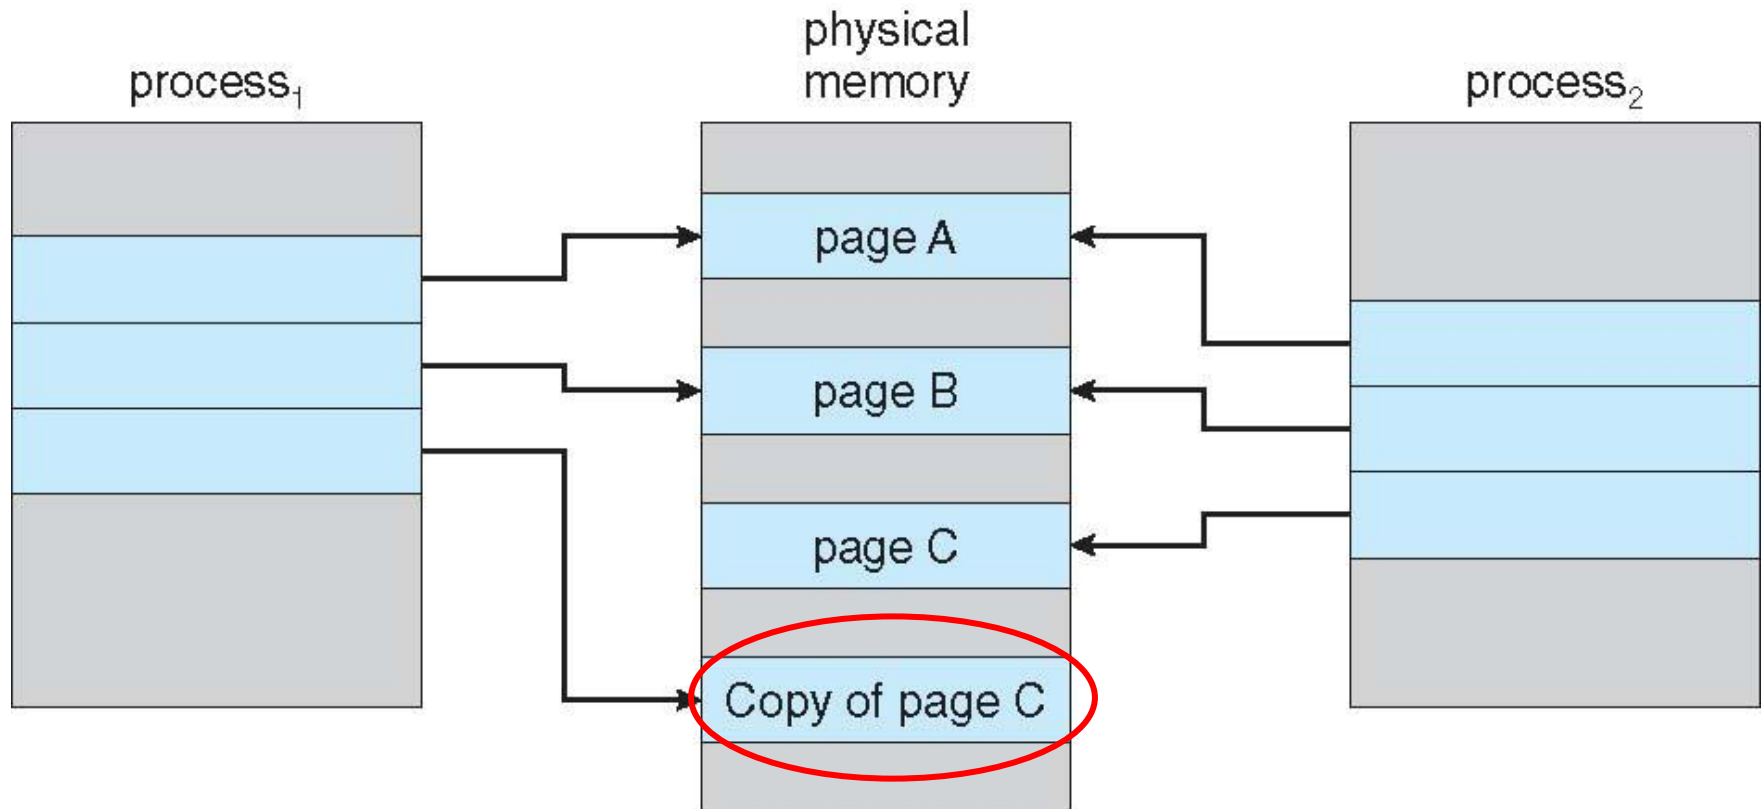 physical
memory
process₁
process₂
page A
page B
page C
Copy of page C